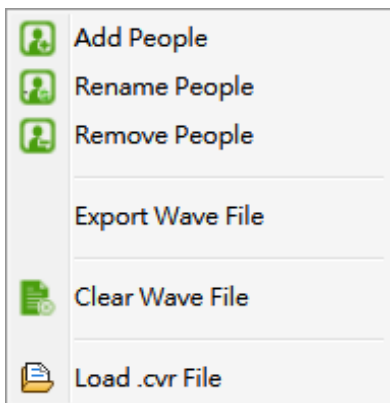 Add People
Rename People
Remove People
Export Wave File
Clear Wave File
Load .cvr File